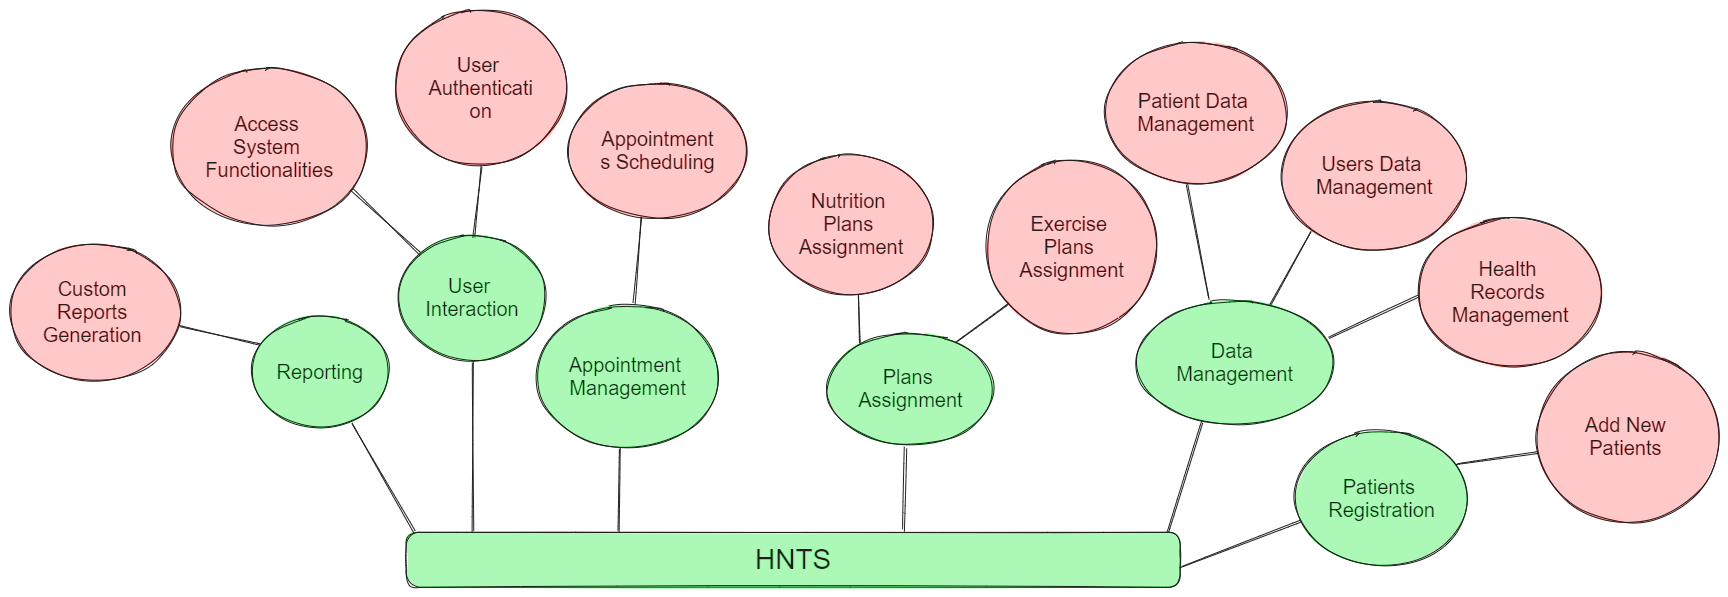 User
Authenticati
on
Access
System
Functionalities
Appointment
s Scheduling
Patient Data
Management
Users Data
Management
Nutrition
Plans
Assignment
Exercise
Plans
Assignment
Health
Records
Management
Custom
Reports
Generation
User
Interaction
Reporting
Appointment
Management
Plans
Assignment
Data
Management
Add New
Patients
Patients
Registration
HNTS